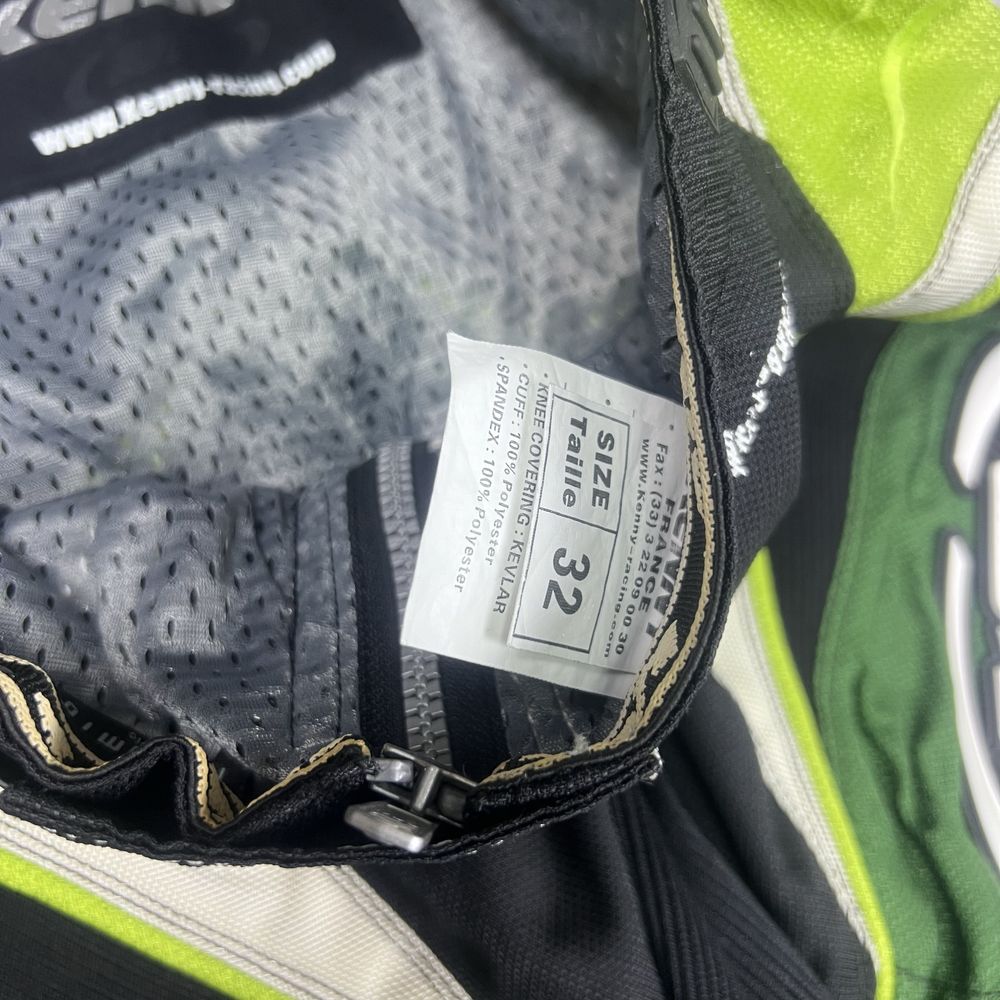 www.Kenny-racing.com
FRANCE
Fax : (33) 3 22 09 00 30
www.Kenny-racing.com
SIZE
Taille
32
• KNEE COVERING : KEVLAR
• CUFF : 100% Polyester
• SPANDEX : 100% Polyester